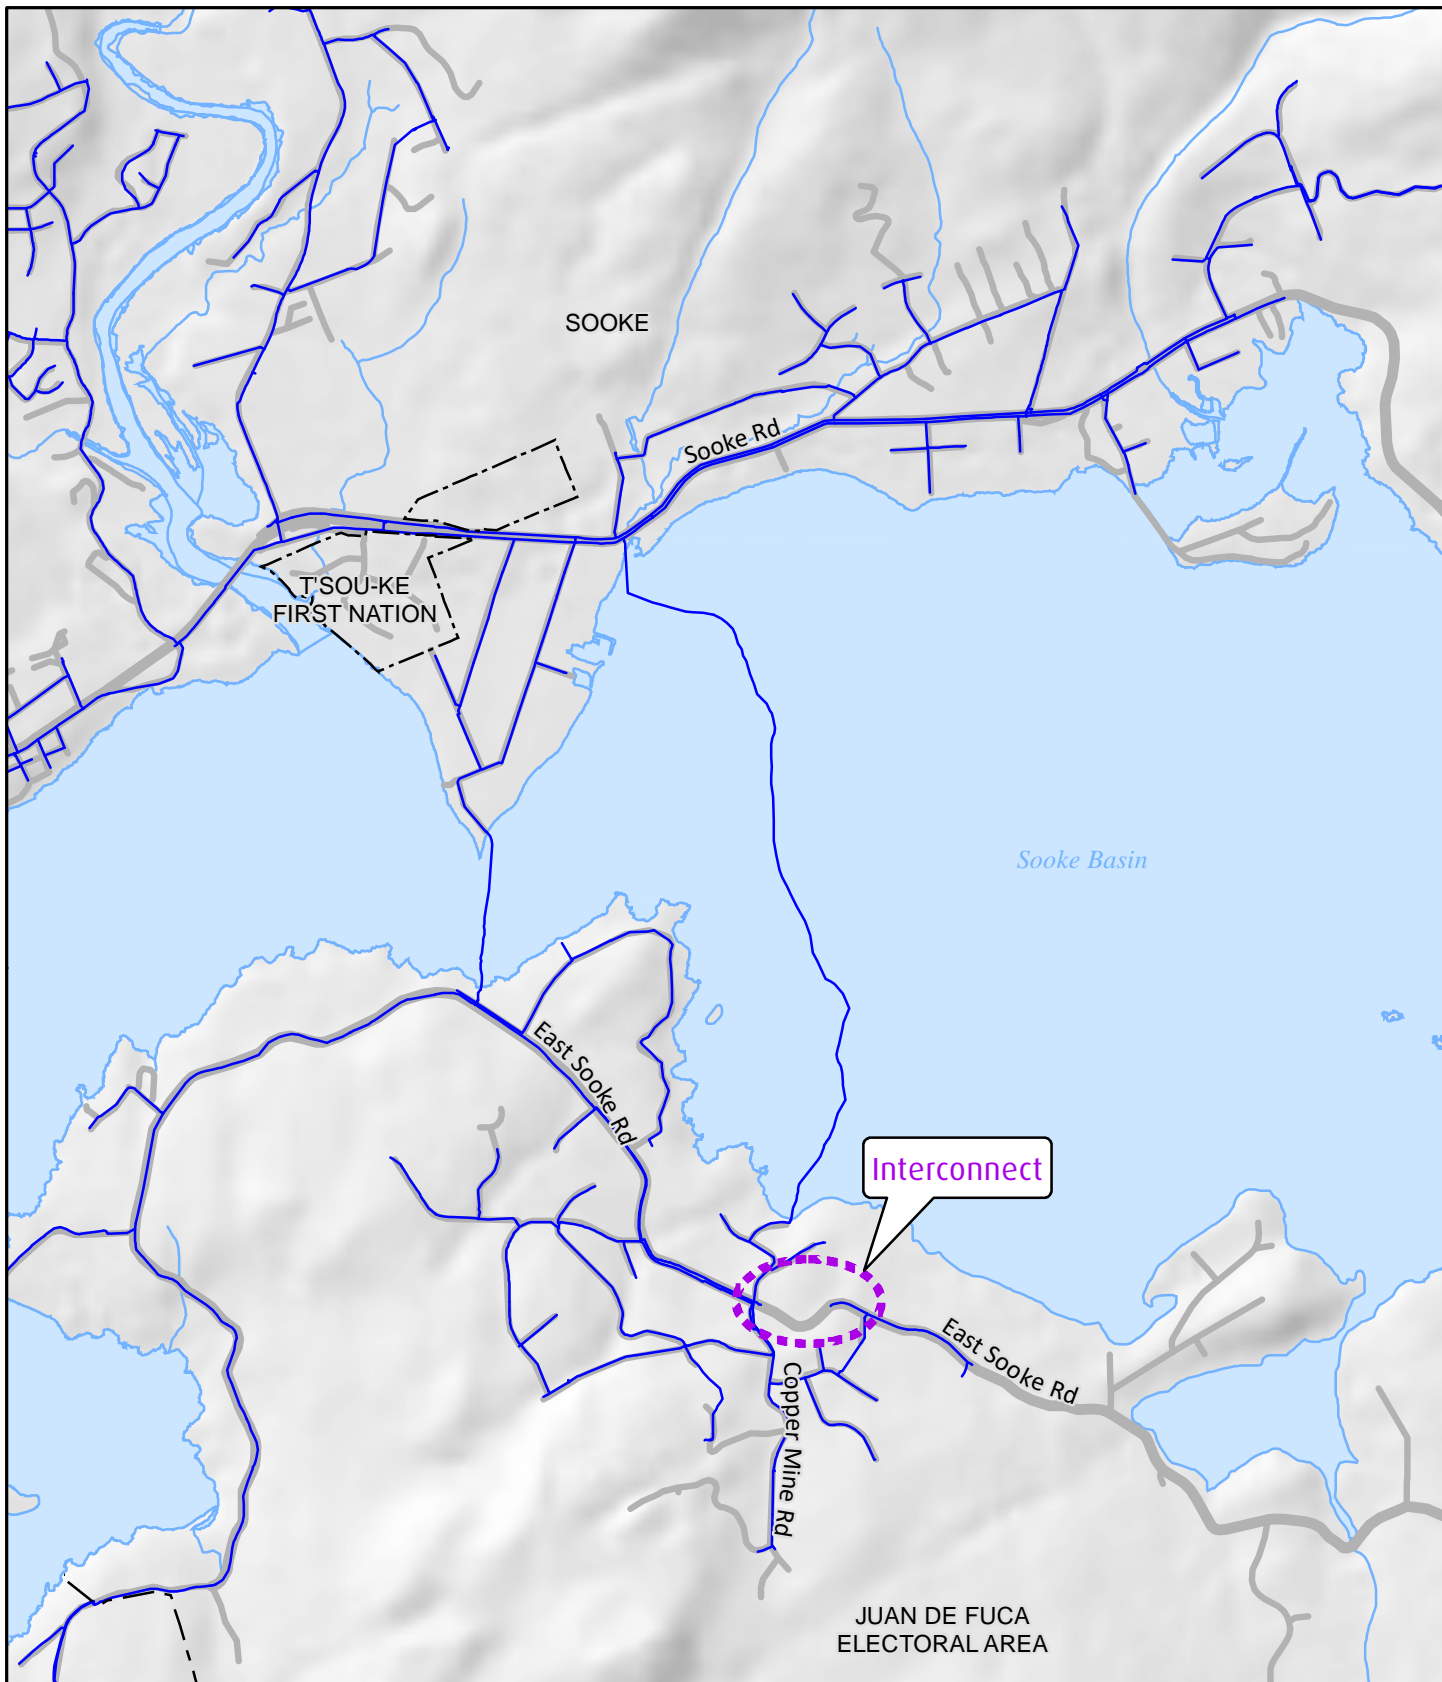 SOOKE
Sooke Rd
T'SOU-KE
FIRST NATION
Sooke Basin
East Sooke Rd
Interconnect
East Sooke Rd
Copper Mine Rd
JUAN DE FUCA
ELECTORAL AREA